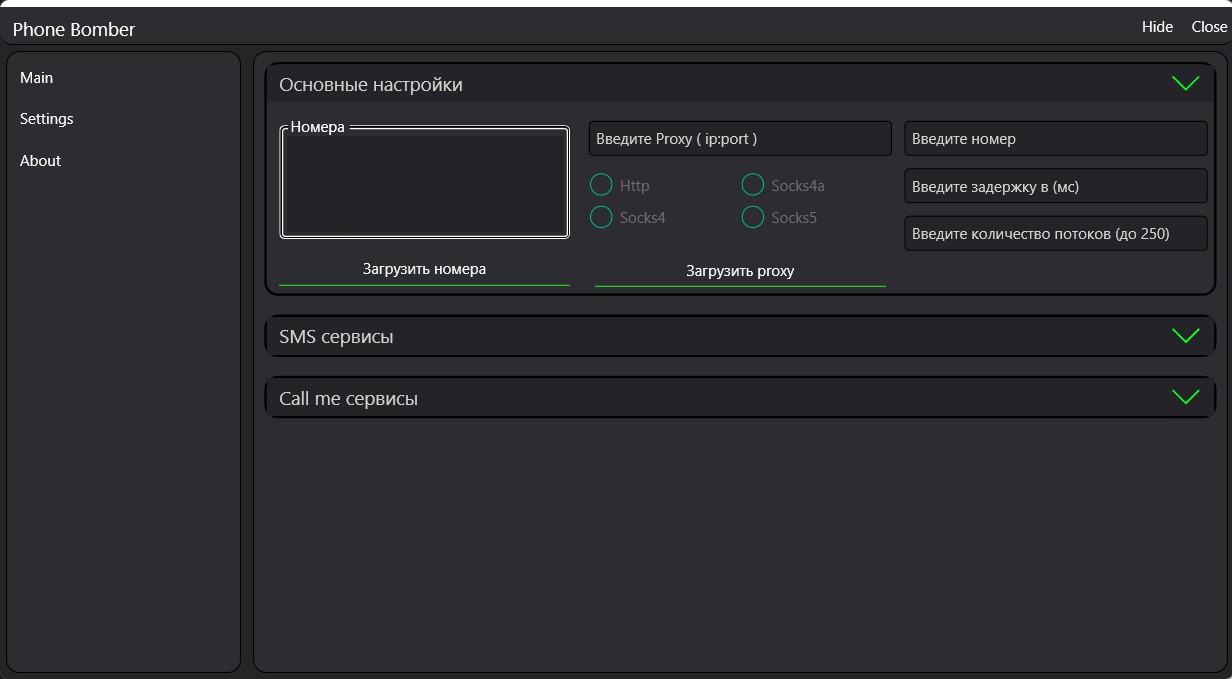 Phone Bomber
Hide
Close
Main
Settings
About
Основные настройки
Номера
Загрузить номера
Введите Proxy ( ip:port )
Http
Socks4a
Socks4
Socks5
Загрузить proxy
Введите номер
Введите задержку в (мс)
Введите количество потоков (до 250)
SMS сервисы
Call me сервисы